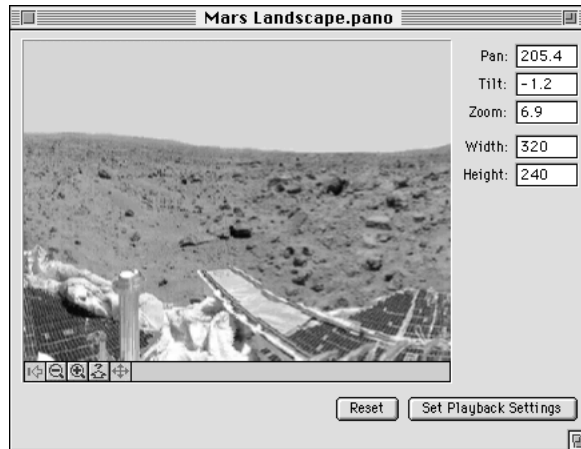 Mars Landscape.pano
Pan: 205.4
Tilt: -1.2
Zoom: 6.9
Width: 320
Height: 240
Reset Set Playback Settings